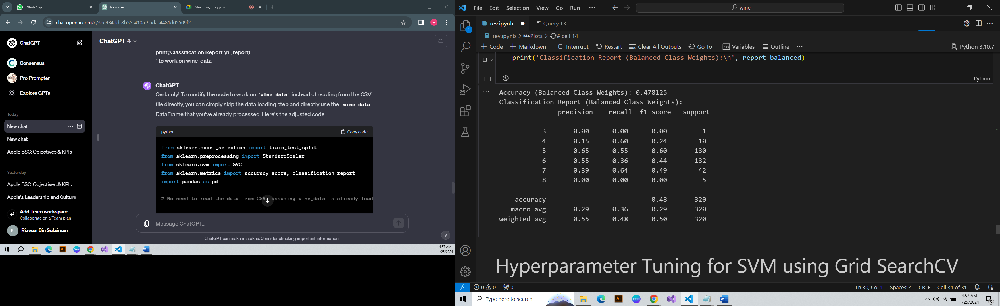 WhatsApp
New chat
Meet - wyb-hggr-wfb
chat.openai.com/c/3ec934dd-8b55-410a-9ada-4481d05509f2
A
ChatGPT
Consensus
Pro Prompter
Explore GPTs
Today
New chat
New chat
Apple BSC: Objectives & KPIs
Yesterday
Apple BSC: Objectives & KPIs
Apple's Leadership and Culture
Add Team workspace
Collaborate on a Team plan
RI Rizwan Bin Sulaiman
ChatGPT 4
print('Classification Report:\n', report)
" to work on wine_data
ChatGPT
Certainly! To modify the code to work on `wine_data` instead of reading from the CSV
file directly, you can simply skip the data loading step and directly use the `wine_data`
DataFrame that you've already processed. Here's the adjusted code:
python Copy code
from sklearn.model_selection import train_test_split
from sklearn.preprocessing import StandardScaler
from sklearn.svm import SVC
from sklearn.metrics import accuracy_score, classification_report
import pandas as pd
# No need to read the data from CSV, assuming wine_data is already load
Message ChatGPT...
ChatGPT can make mistakes. Consider checking important information.
?
Ai
Canva
W
4:57 AM
1/25/2024
File Edit Selection View Go Run ...
wine
1
rev.ipynb
Query.TXT
rev.ipynb > M Plots > # cell 14
+ Code + Markdown Interrupt Restart Clear All Outputs Go To Variables Outline ... Python 3.10.7
print('Classification Report (Balanced Class Weights):\n', report_balanced)
[ ] Python
... Accuracy (Balanced Class Weights): 0.478125
Classification Report (Balanced Class Weights):
precision recall f1-score support
3 0.00 0.00 0.00 1
4 0.15 0.60 0.24 10
5 0.65 0.55 0.60 130
6 0.55 0.36 0.44 132
7 0.39 0.64 0.49 42
8 0.00 0.00 0.00 5
accuracy 0.48 320
macro avg 0.29 0.36 0.29 320
weighted avg 0.55 0.48 0.50 320
Hyperparameter Tuning for SVM using Grid SearchCV
0 0 0
Ln 30, Col 1 Spaces: 4 CRLF Cell 31 of 31
Type here to search
Ai
Canva
W
4:57 AM
1/25/2024
3